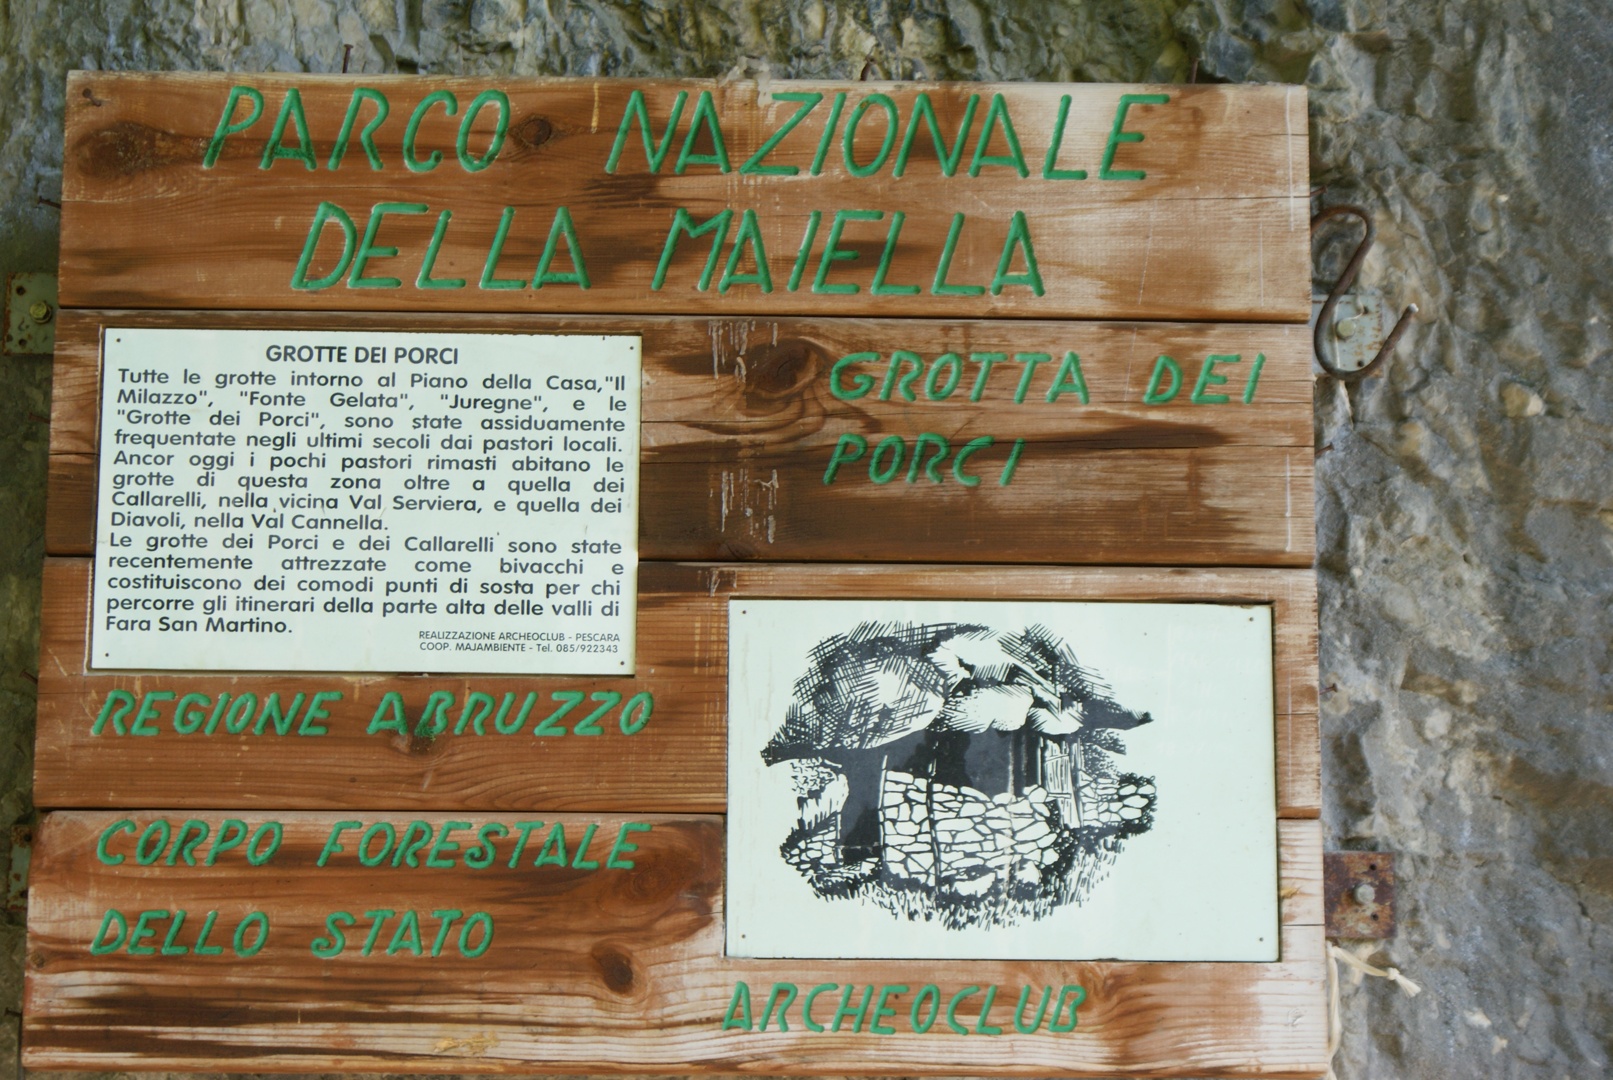 PARCO NAZIONALE
DELLA MAIELLA
GROTTE DEI PORCI
Tutte le grotte intorno al Piano della Casa,"Il
Milazzo", "Fonte Gelata", "Juregne", e le
"Grotte dei Porci", sono state assiduamente
frequentate negli ultimi secoli dai pastori locali.
Ancor oggi i pochi pastori rimasti abitano le
grotte di questa zona oltre a quella dei
Callarelli, nella vicina Val Serviera, e quella dei
Diavoli, nella Val Cannella.
Le grotte dei Porci e dei Callarelli sono state
recentemente attrezzate come bivacchi e
costituiscono dei comodi punti di sosta per chi
percorre gli itinerari della parte alta delle valli di
Fara San Martino.
REALIZZAZIONE ARCHEOCLUB - PESCARA
COOP. MAJAMBIENTE - Tel. 085/922343
GROTTA DEI
PORCI
REGIONE ABRUZZO
CORPO FORESTALE
DELLO STATO
ARCHEOCLUB